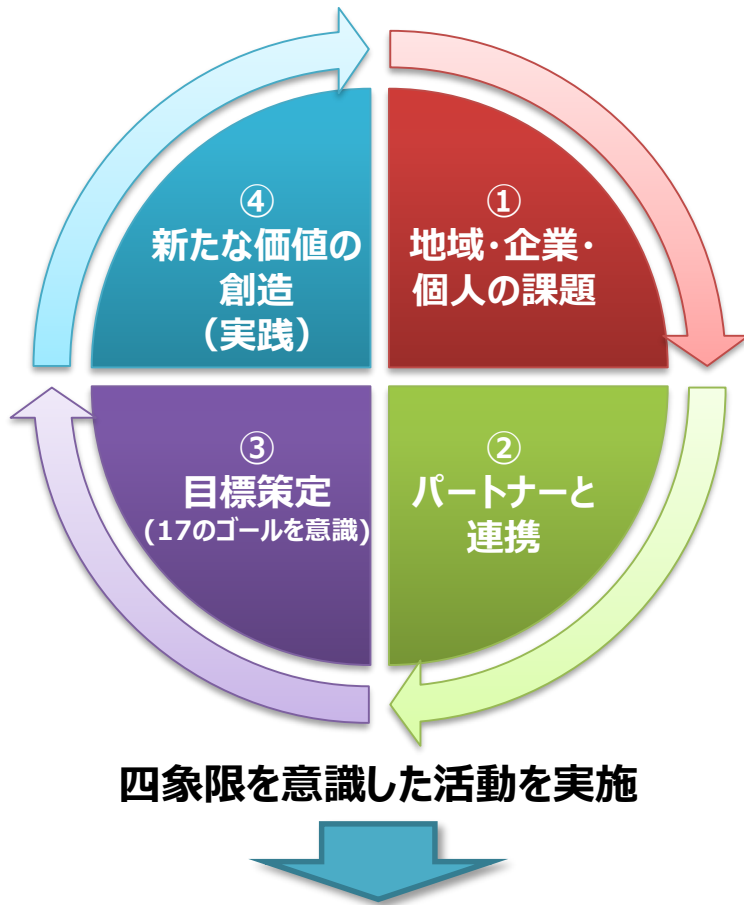 ①
地域・企業・
個人の課題
②
パートナーと
連携
③
目標策定
(17のゴールを意識)
④
新たな価値の
創造
（実践）
四象限を意識した活動を実施